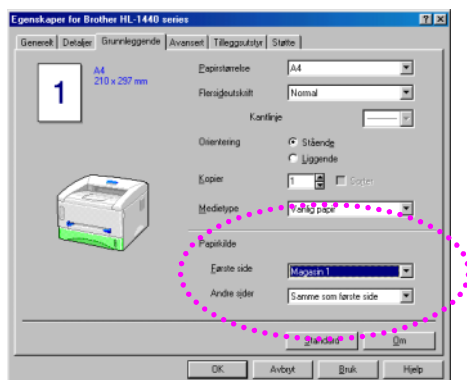 Egenskaper for Brother HL-1440 series
Generelt Detaljer Grunnleggende Avansert Tilleggsutstyr Støtte
1
A4
210 x 297 mm
Papirstørrelse A4
Flersideutskrift Normal
Kantlinje
Orientering Stående
Liggende
Kopier 1 Sorter
Medietype Vanlig papir
Papirkilde
Første side Magasin 1
Andre sider Samme som første side
Standard Om
OK Avbryt Bruk Hjelp